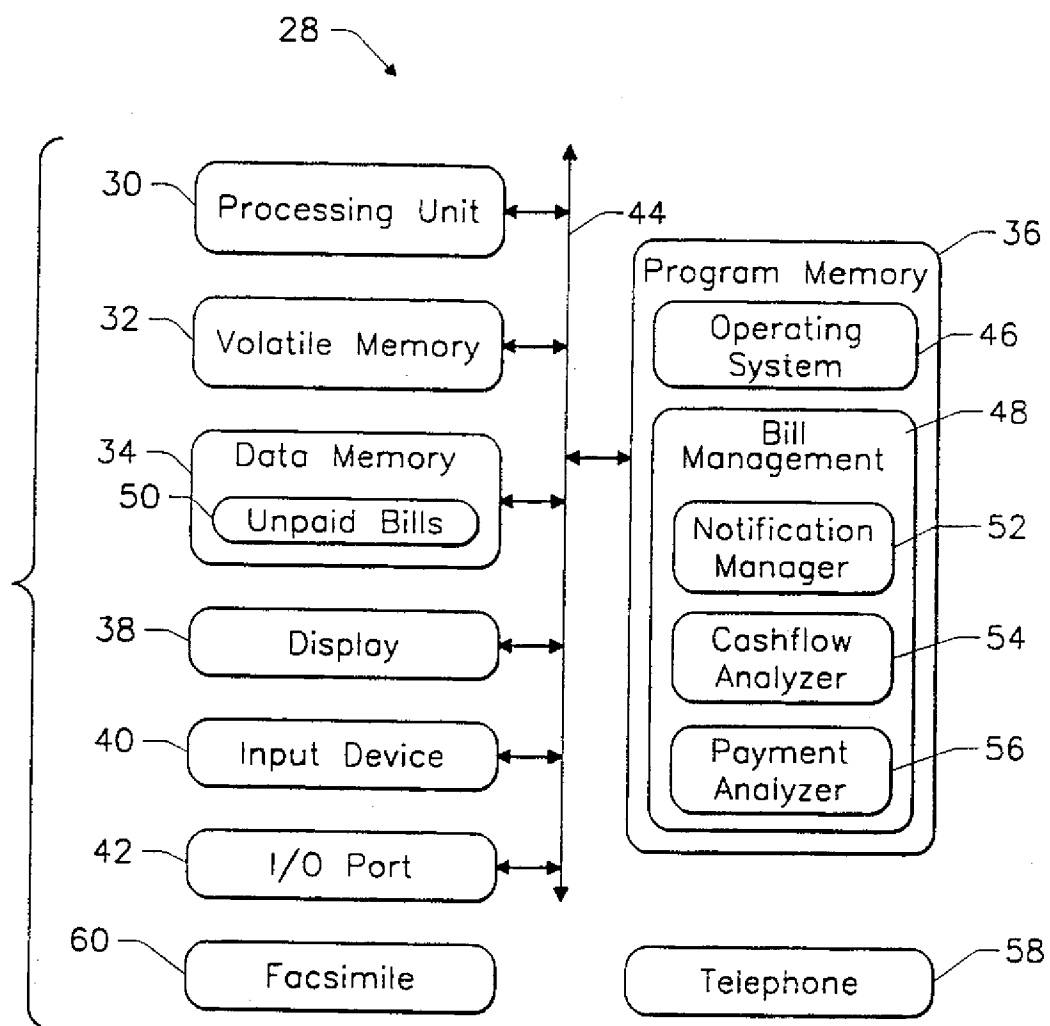 28
30
Processing Unit
44
36
Program Memory
Operating
System
46
32
Volatile Memory
48
Bill
Management
34
Data Memory
50
Unpaid Bills
Notification
Manager
52
38
Display
Cashflow
Analyzer
54
40
Input Device
Payment
Analyzer
56
42
I/O Port
60
Facsimile
58
Telephone